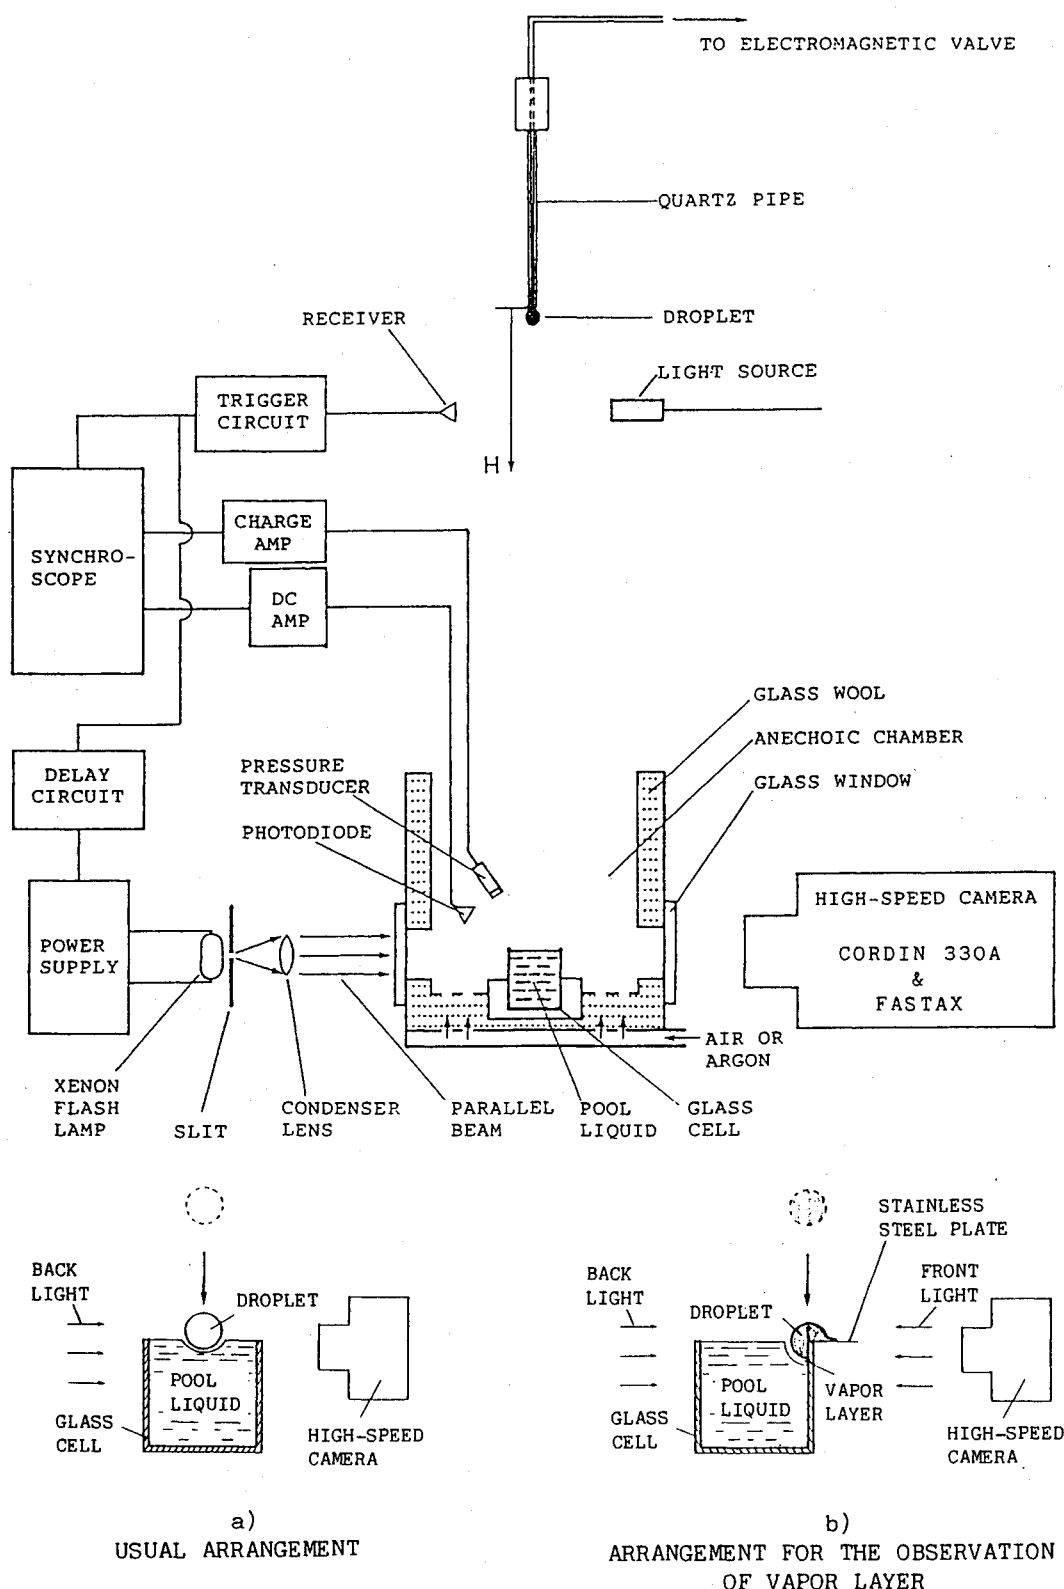 TO ELECTROMAGNETIC VALVE
QUARTZ PIPE
RECEIVER
DROPLET
LIGHT SOURCE
TRIGGER
CIRCUIT
H
CHARGE
AMP
SYNCHRO-
SCOPE
DC
AMP
GLASS WOOL
ANECHOIC CHAMBER
GLASS WINDOW
DELAY
CIRCUIT
PRESSURE
TRANSDUCER
PHOTODIODE
HIGH-SPEED CAMERA
CORDIN 330A
&
FASTAX
POWER
SUPPLY
AIR OR
ARGON
XENON
FLASH
LAMP
SLIT
CONDENSER
LENS
PARALLEL
BEAM
POOL
LIQUID
GLASS
CELL
BACK
LIGHT
DROPLET
POOL
LIQUID
GLASS
CELL
HIGH-SPEED
CAMERA
a)
USUAL ARRANGEMENT
STAINLESS
STEEL PLATE
BACK
LIGHT
DROPLET
FRONT
LIGHT
POOL
LIQUID
VAPOR
LAYER
GLASS
CELL
HIGH-SPEED
CAMERA
b)
ARRANGEMENT FOR THE OBSERVATION
OF VAPOR LAYER